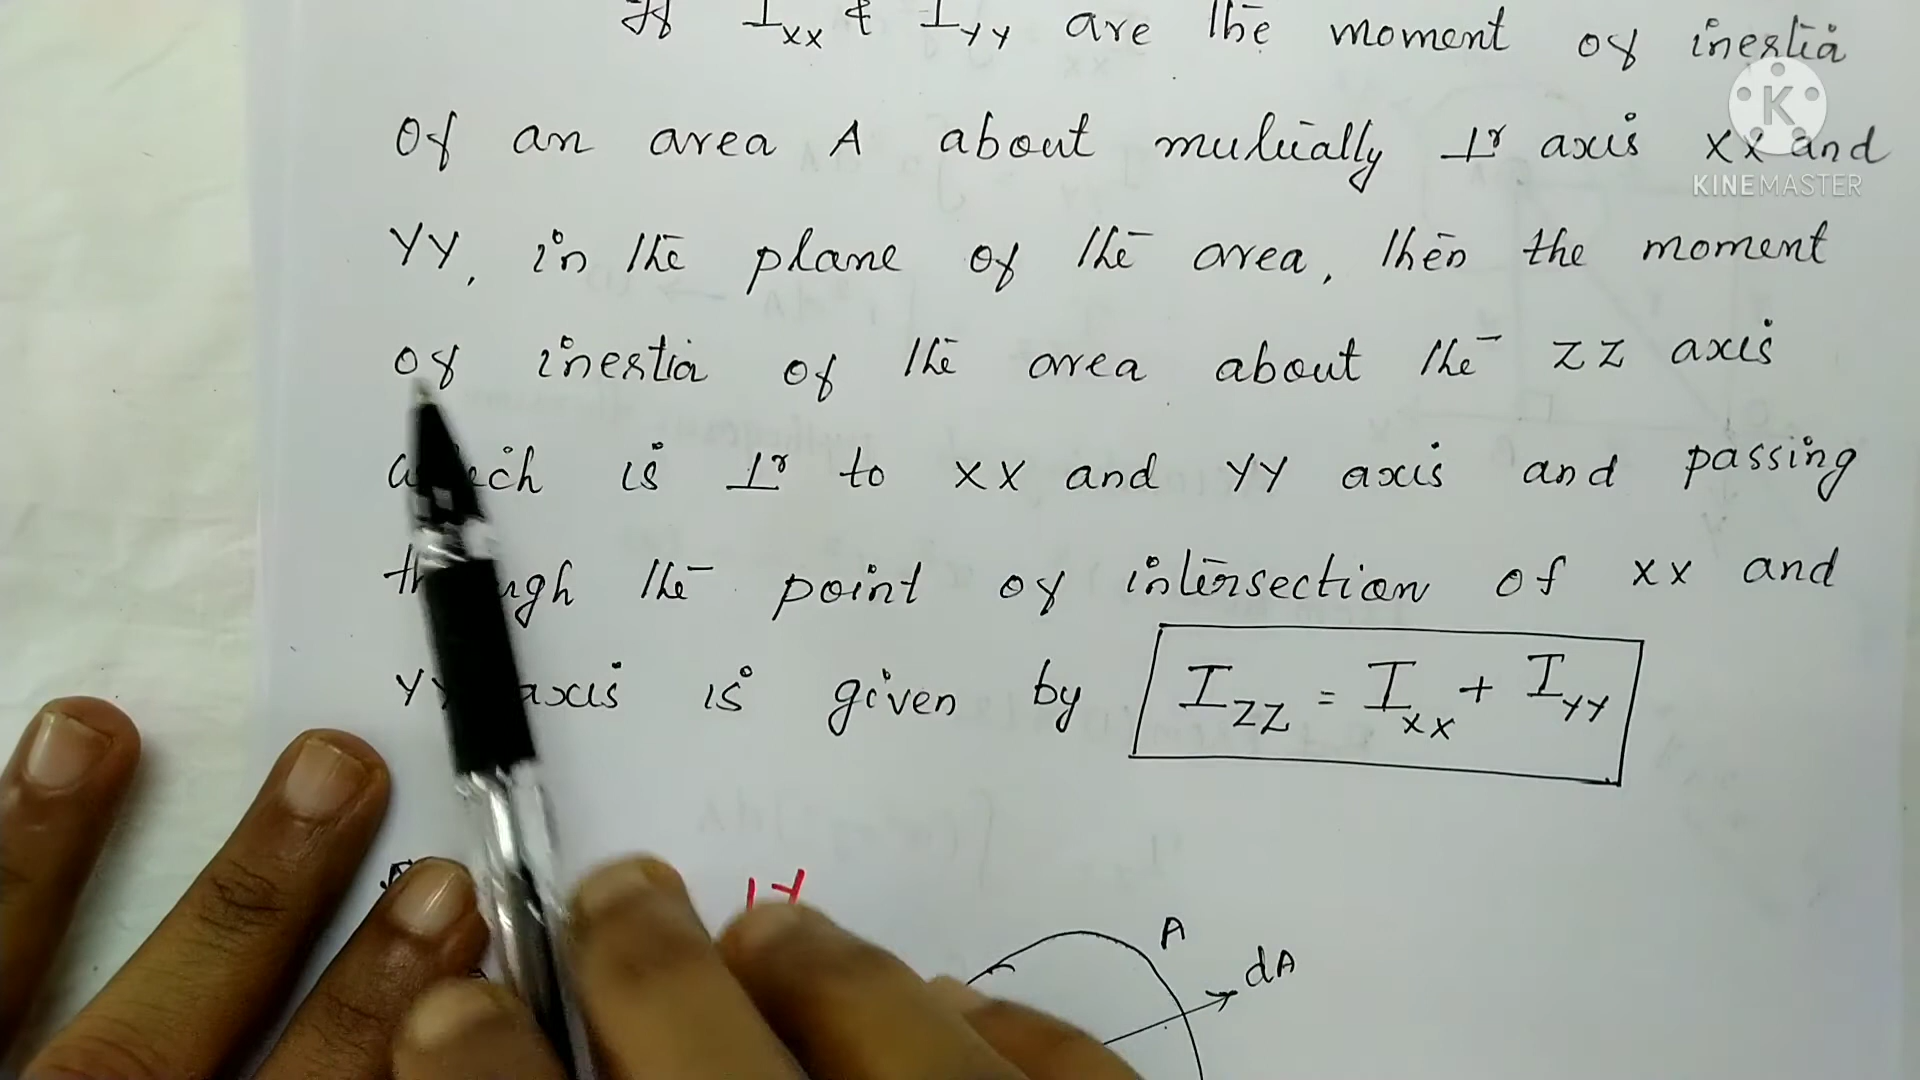 If Ixx & Iyy are the moment of inertia
Of an area A about mutually ⊥r axis XX and
YY, in the plane of the area, then the moment
of inertia of the area about the ZZ axis
which is ⊥r to XX and YY axis and passing
through the point of intersection of XX and
YY axis is given by Izz = Ixx + Iyy
Y
A
dA
K
KINEMASTER